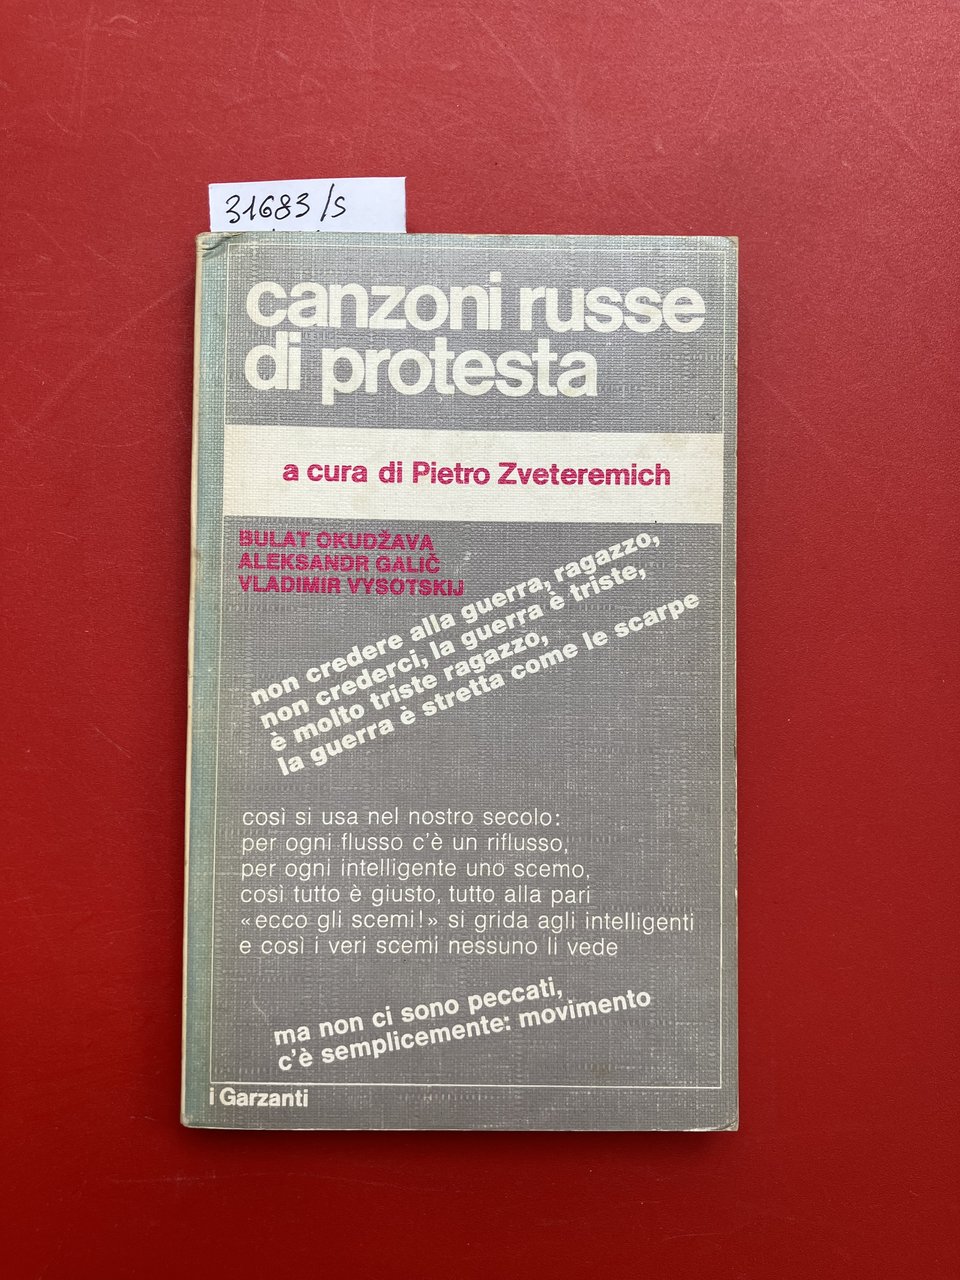 31683/S
canzoni russe
di protesta
a cura di Pietro Zveteremich
BULAT OKUDŽAVA
ALEKSANDR GALIČ
VLADIMIR VYSOTSKIJ
non credere alla guerra, ragazzo,
non crederci, la guerra è triste,
è molto triste ragazzo,
la guerra è stretta come le scarpe
così si usa nel nostro secolo:
per ogni flusso c'è un riflusso,
per ogni intelligente uno scemo,
così tutto è giusto, tutto alla pari
«ecco gli scemi!» si grida agli intelligenti
e così i veri scemi nessuno li vede
ma non ci sono peccati,
c'è semplicemente: movimento
i Garzanti